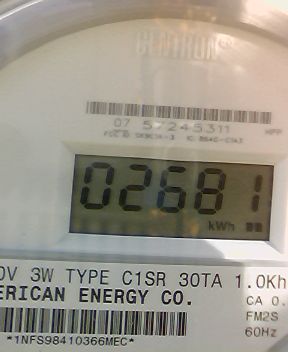 CENTRON®
07 57245311
HPP
02681
kWh
0V 3W TYPE C1SR 30TA 1.0Kh
ERICAN ENERGY CO.
CA 0.
FM2S
60Hz
*1NFS98410366MEC*